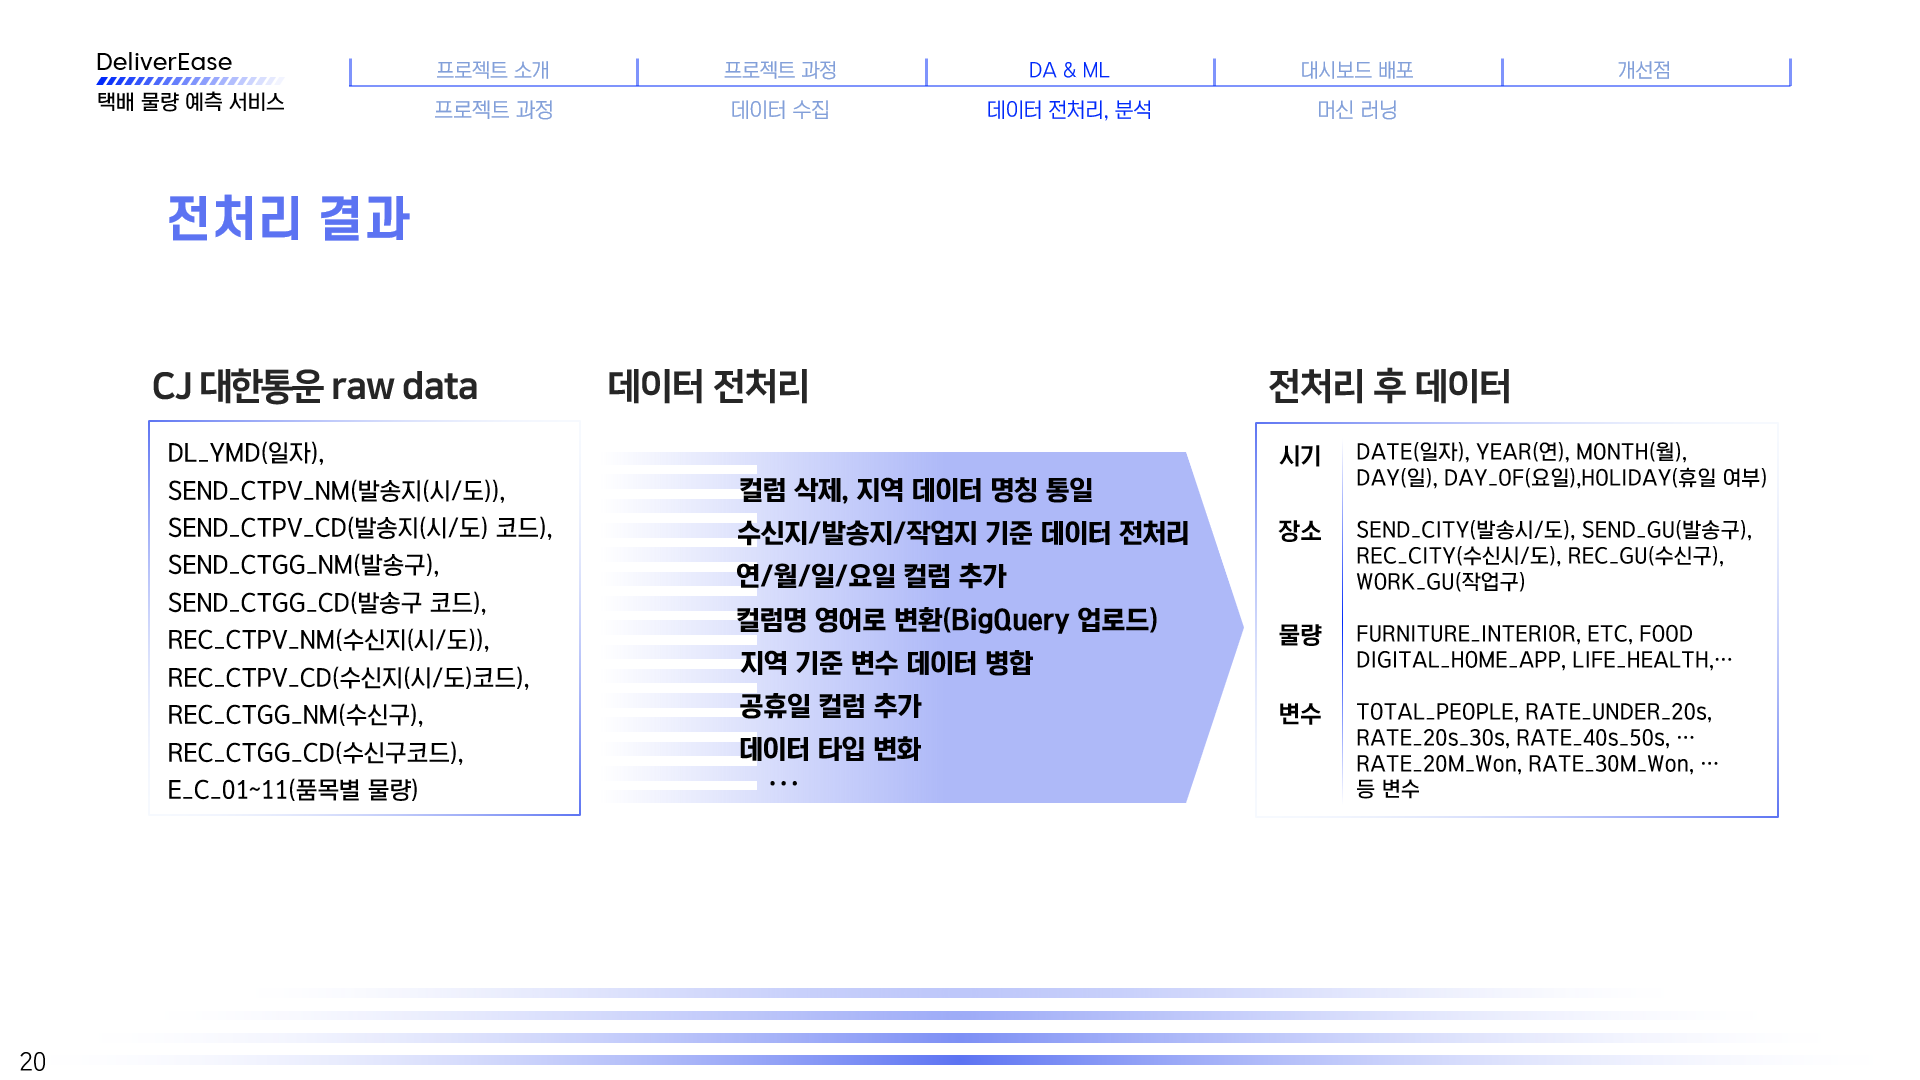 DeliverEase
택배 물량 예측 서비스
프로젝트 소개
프로젝트 과정
DA & ML
대시보드 배포
개선점
프로젝트 과정
데이터 수집
데이터 전처리, 분석
머신 러닝
전처리 결과
CJ 대한통운 raw data
DL_YMD(일자),
SEND_CTPV_NM(발송지(시/도)),
SEND_CTPV_CD(발송지(시/도) 코드),
SEND_CTGG_NM(발송구),
SEND_CTGG_CD(발송구 코드),
REC_CTPV_NM(수신지(시/도)),
REC_CTPV_CD(수신지(시/도)코드),
REC_CTGG_NM(수신구),
REC_CTGG_CD(수신구코드),
E_C_01~11(품목별 물량)
데이터 전처리
컬럼 삭제, 지역 데이터 명칭 통일
수신지/발송지/작업지 기준 데이터 전처리
연/월/일/요일 컬럼 추가
컬럼명 영어로 변환(BigQuery 업로드)
지역 기준 변수 데이터 병합
공휴일 컬럼 추가
데이터 타입 변화
...
전처리 후 데이터
시기
DATE(일자), YEAR(연), MONTH(월),
DAY(일), DAY_OF(요일),HOLIDAY(휴일 여부)
장소
SEND_CITY(발송시/도), SEND_GU(발송구),
REC_CITY(수신시/도), REC_GU(수신구),
WORK_GU(작업구)
물량
FURNITURE_INTERIOR, ETC, FOOD
DIGITAL_HOME_APP, LIFE_HEALTH,…
변수
TOTAL_PEOPLE, RATE_UNDER_20s,
RATE_20s_30s, RATE_40s_50s, …
RATE_20M_Won, RATE_30M_Won, …
등 변수
20